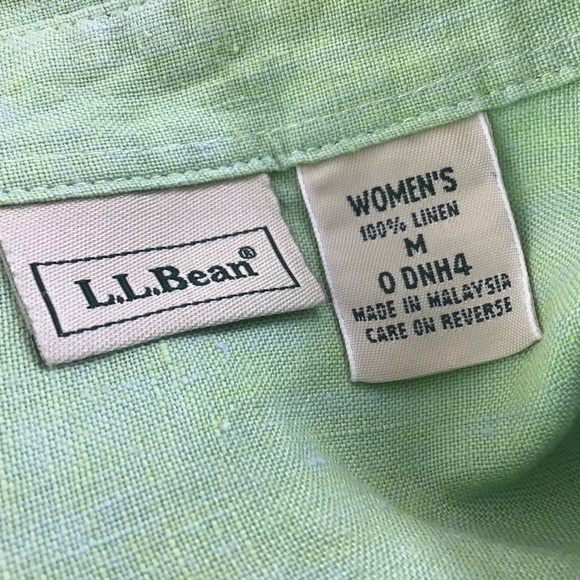 L.L.Bean®
WOMEN'S
100% LINEN
M
0 DNH4
MADE IN MALAYSIA
CARE ON REVERSE